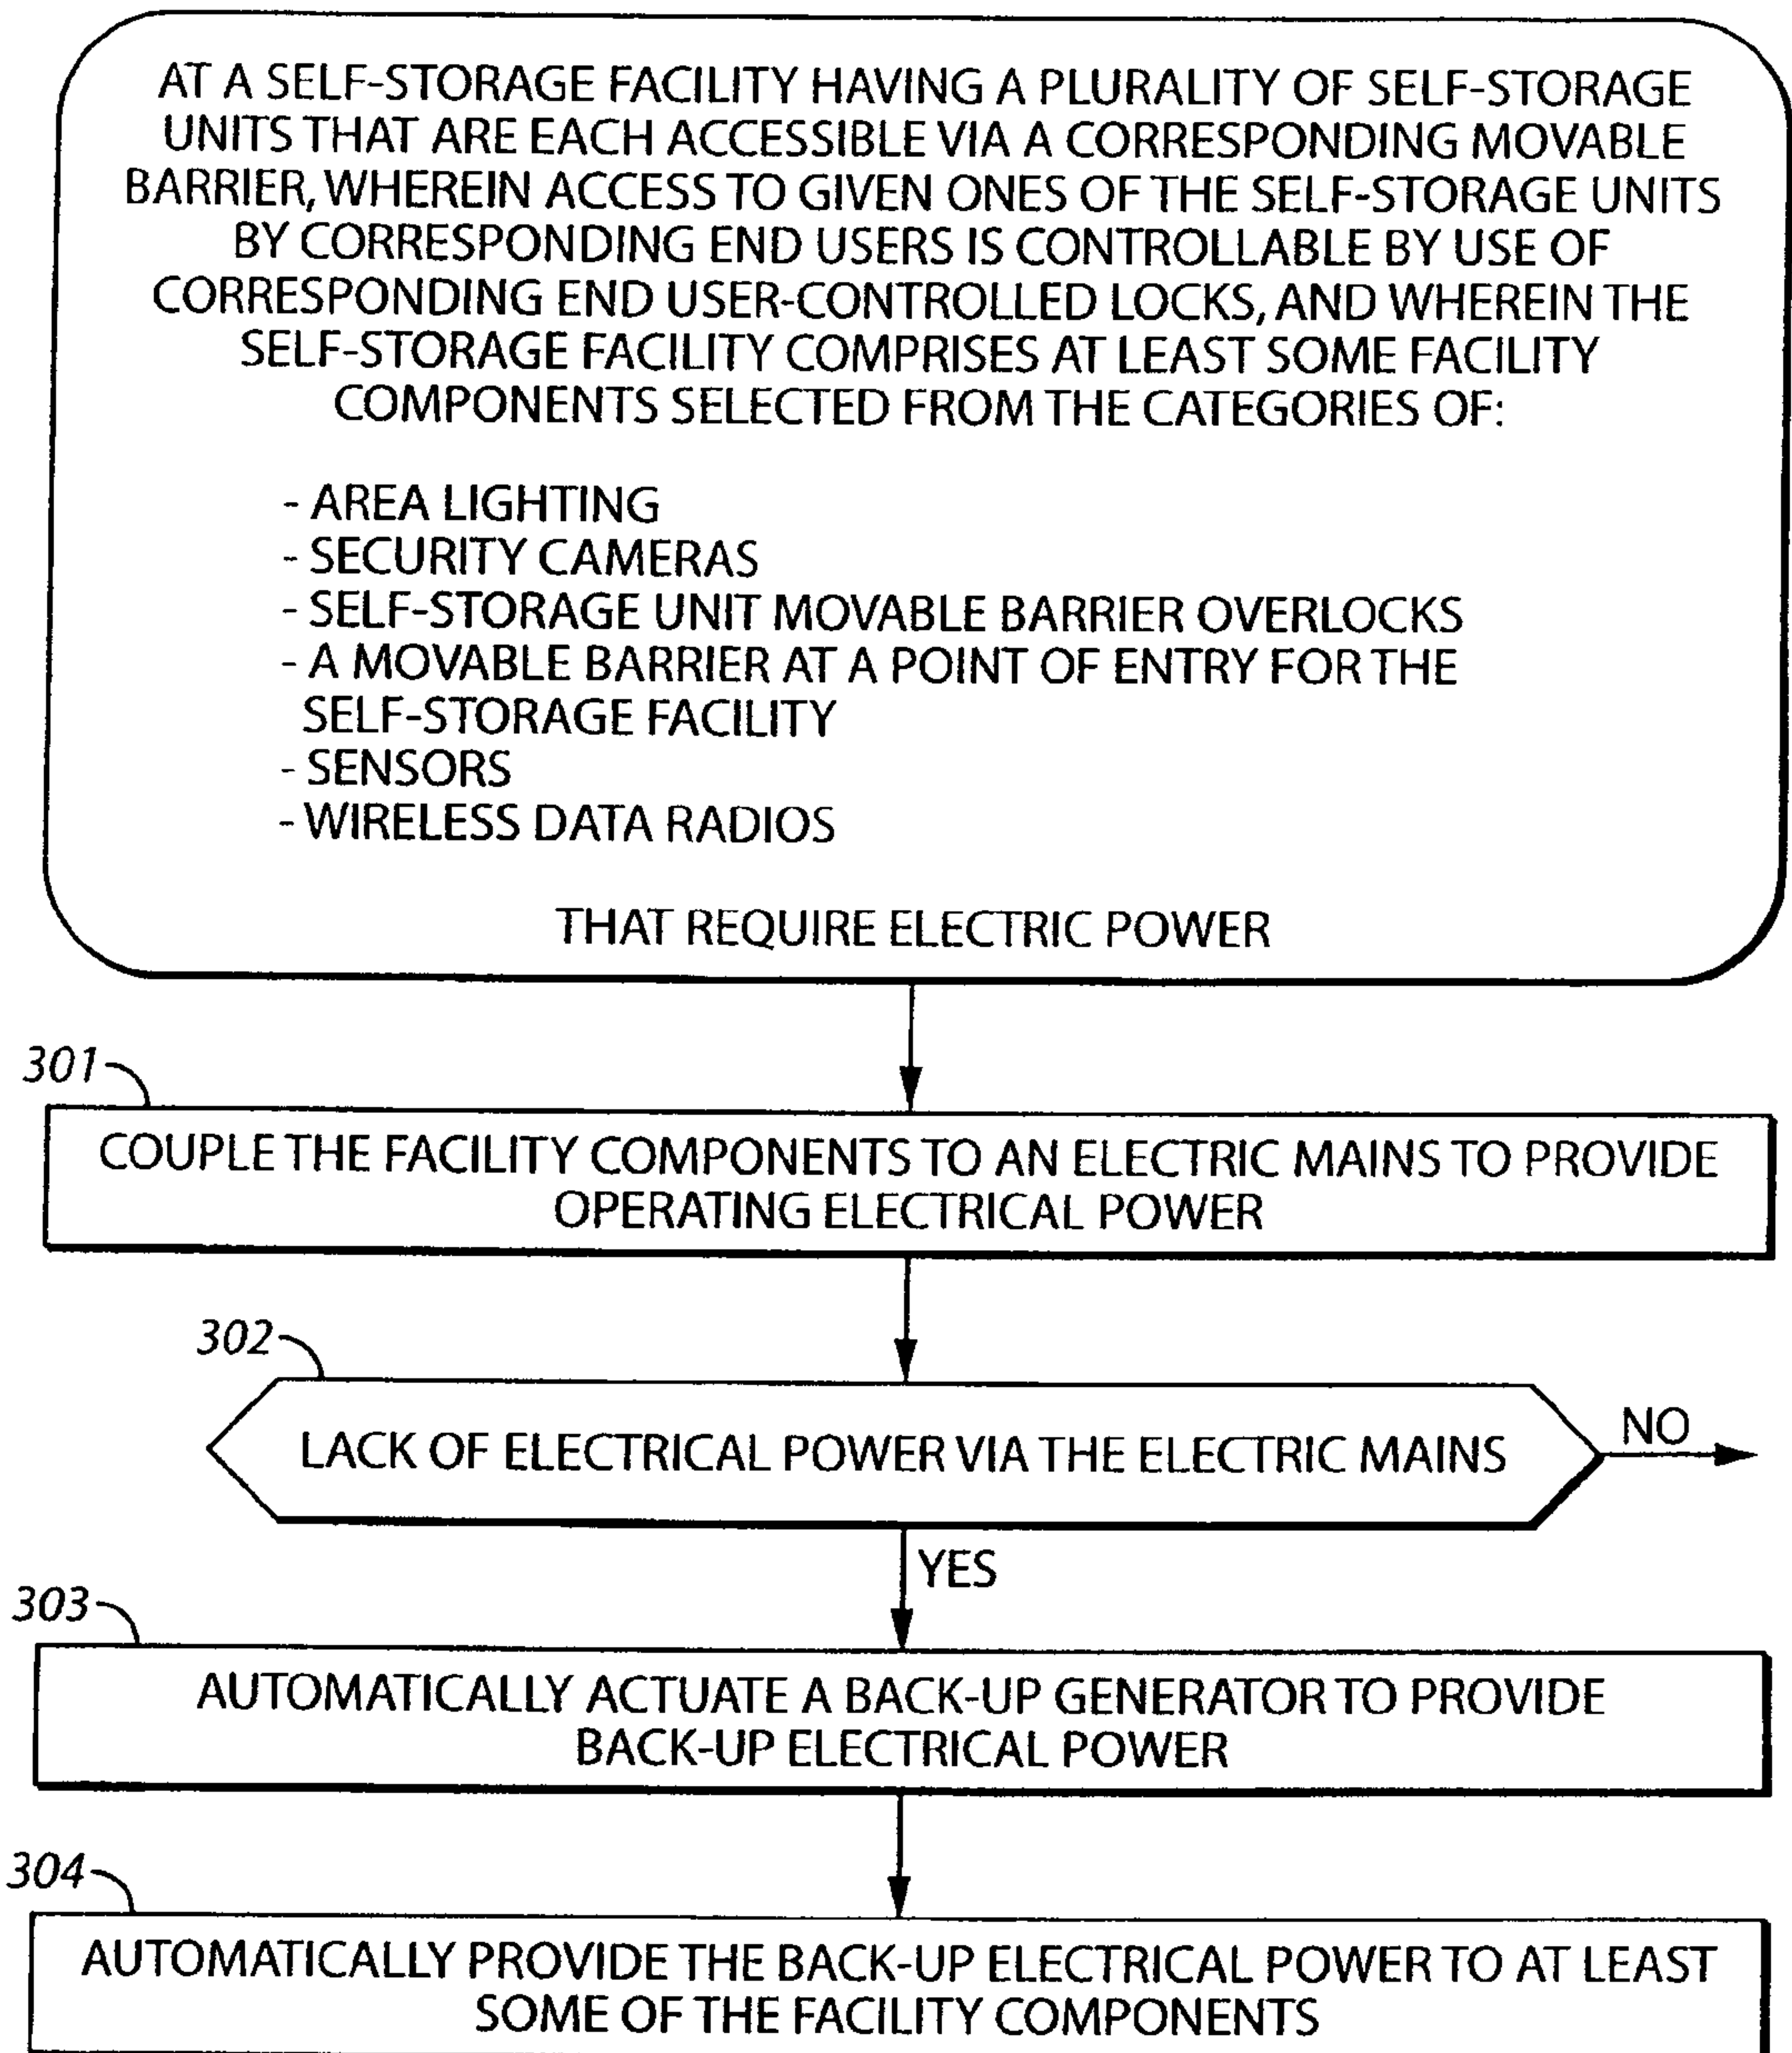 AT A SELF-STORAGE FACILITY HAVING A PLURALITY OF SELF-STORAGE
UNITS THAT ARE EACH ACCESSIBLE VIA A CORRESPONDING MOVABLE
BARRIER, WHEREIN ACCESS TO GIVEN ONES OF THE SELF-STORAGE UNITS
BY CORRESPONDING END USERS IS CONTROLLABLE BY USE OF
CORRESPONDING END USER-CONTROLLED LOCKS, AND WHEREIN THE
SELF-STORAGE FACILITY COMPRISES AT LEAST SOME FACILITY
COMPONENTS SELECTED FROM THE CATEGORIES OF:
- AREA LIGHTING
- SECURITY CAMERAS
- SELF-STORAGE UNIT MOVABLE BARRIER OVERLOCKS
- A MOVABLE BARRIER AT A POINT OF ENTRY FOR THE
SELF-STORAGE FACILITY
- SENSORS
- WIRELESS DATA RADIOS
THAT REQUIRE ELECTRIC POWER
301
COUPLE THE FACILITY COMPONENTS TO AN ELECTRIC MAINS TO PROVIDE
OPERATING ELECTRICAL POWER
302
LACK OF ELECTRICAL POWER VIA THE ELECTRIC MAINS
NO
YES
303
AUTOMATICALLY ACTUATE A BACK-UP GENERATOR TO PROVIDE
BACK-UP ELECTRICAL POWER
304
AUTOMATICALLY PROVIDE THE BACK-UP ELECTRICAL POWER TO AT LEAST
SOME OF THE FACILITY COMPONENTS